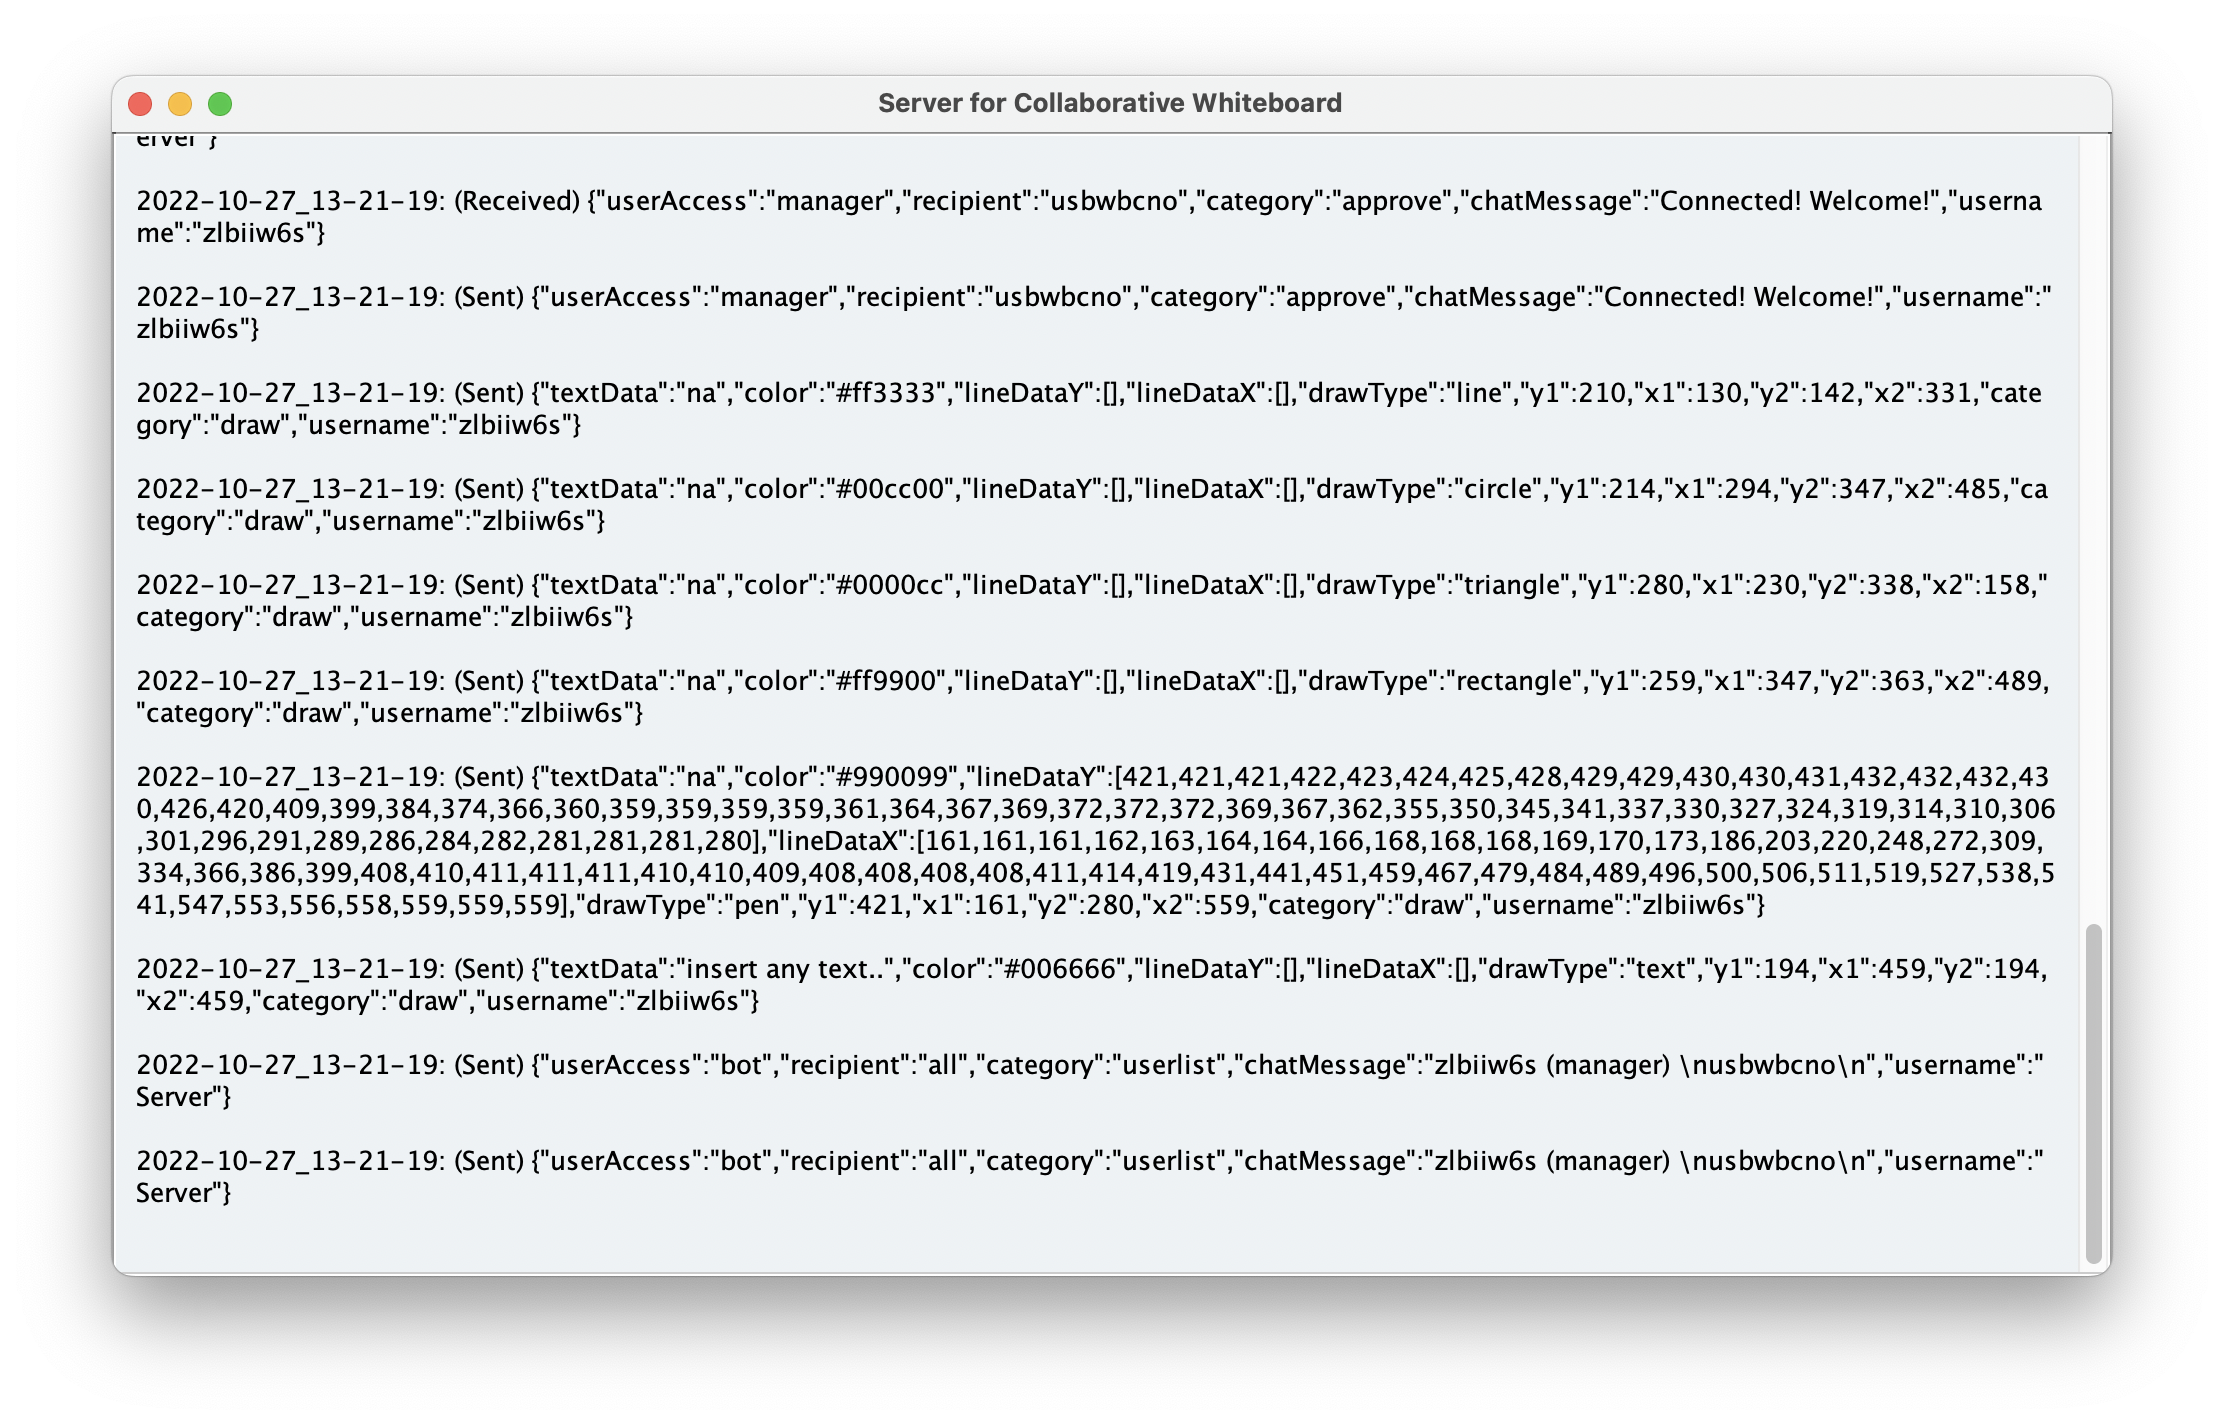 Server for Collaborative Whiteboard
erver"}
2022-10-27_13-21-19: (Received) {"userAccess":"manager","recipient":"usbwbcno","category":"approve","chatMessage":"Connected! Welcome!","userna
me":"zlbiiw6s"}
2022-10-27_13-21-19: (Sent) {"userAccess":"manager","recipient":"usbwbcno","category":"approve","chatMessage":"Connected! Welcome!","username":"
zlbiiw6s"}
2022-10-27_13-21-19: (Sent) {"textData":"na","color":"#ff3333","lineDataY":[],"lineDataX":[],"drawType":"line","y1":210,"x1":130,"y2":142,"x2":331,"cate
gory":"draw","username":"zlbiiw6s"}
2022-10-27_13-21-19: (Sent) {"textData":"na","color":"#00cc00","lineDataY":[],"lineDataX":[],"drawType":"circle","y1":214,"x1":294,"y2":347,"x2":485,"ca
tegory":"draw","username":"zlbiiw6s"}
2022-10-27_13-21-19: (Sent) {"textData":"na","color":"#0000cc","lineDataY":[],"lineDataX":[],"drawType":"triangle","y1":280,"x1":230,"y2":338,"x2":158,"
category":"draw","username":"zlbiiw6s"}
2022-10-27_13-21-19: (Sent) {"textData":"na","color":"#ff9900","lineDataY":[],"lineDataX":[],"drawType":"rectangle","y1":259,"x1":347,"y2":363,"x2":489,
"category":"draw","username":"zlbiiw6s"}
2022-10-27_13-21-19: (Sent) {"textData":"na","color":"#990099","lineDataY":[421,421,421,422,423,424,425,428,429,429,430,430,431,432,432,432,43
0,426,420,409,399,384,374,366,360,359,359,359,359,361,364,367,369,372,372,372,369,367,362,355,350,345,341,337,330,327,324,319,314,310,306
,301,296,291,289,286,284,282,281,281,281,280],"lineDataX":[161,161,161,162,163,164,164,166,168,168,168,169,170,173,186,203,220,248,272,309,
334,366,386,399,408,410,411,411,411,410,410,409,408,408,408,408,411,414,419,431,441,451,459,467,479,484,489,496,500,506,511,519,527,538,5
41,547,553,556,558,559,559,559],"drawType":"pen","y1":421,"x1":161,"y2":280,"x2":559,"category":"draw","username":"zlbiiw6s"}
2022-10-27_13-21-19: (Sent) {"textData":"insert any text..","color":"#006666","lineDataY":[],"lineDataX":[],"drawType":"text","y1":194,"x1":459,"y2":194,
"x2":459,"category":"draw","username":"zlbiiw6s"}
2022-10-27_13-21-19: (Sent) {"userAccess":"bot","recipient":"all","category":"userlist","chatMessage":"zlbiiw6s (manager) \nusbwbcno\n","username":"
Server"}
2022-10-27_13-21-19: (Sent) {"userAccess":"bot","recipient":"all","category":"userlist","chatMessage":"zlbiiw6s (manager) \nusbwbcno\n","username":"
Server"}